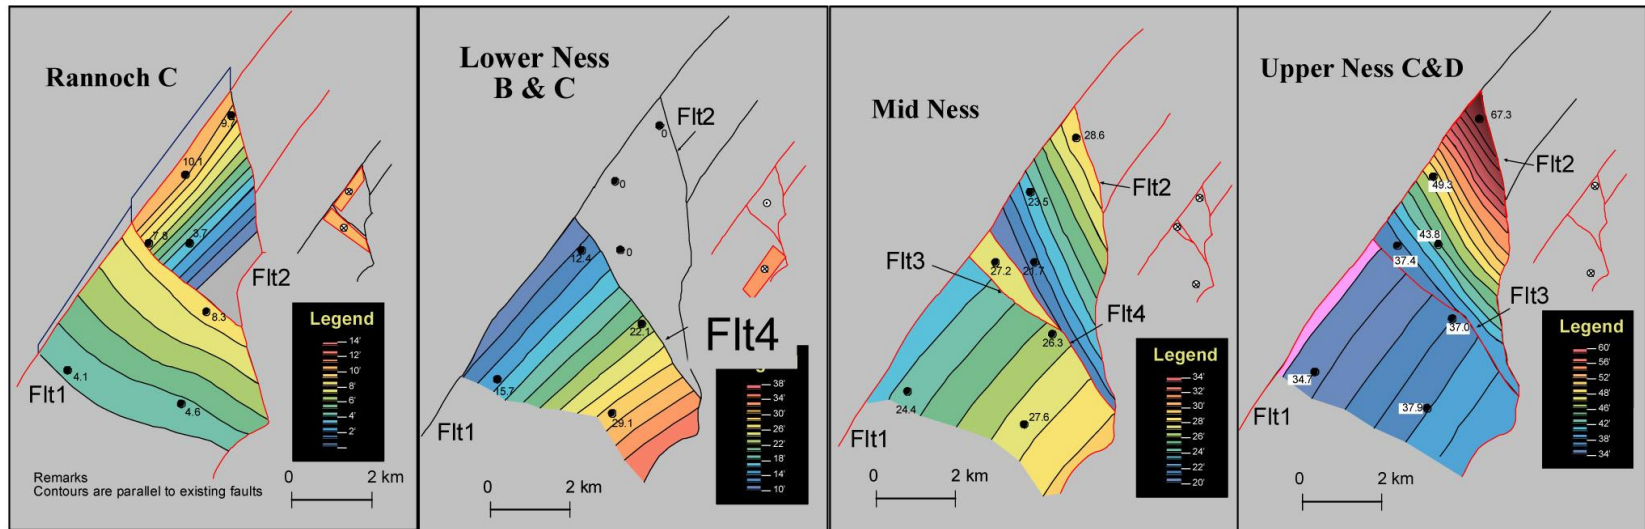 Rannoch C
9.7
10.1
7.8
3.7
Flt2
8.3
4.1
4.6
Flt1
Legend
14'
12'
10'
8'
6'
4'
2'
0
2 km
Remarks
Contours are parallel to existing faults
Lower Ness
B & C
Flt2
0
0
0
12.4
22.1
Flt4
15.7
29.1
Flt1
38'
34'
30'
26'
22'
18'
14'
10'
0
2 km
Mid Ness
28.6
Flt2
23.5
Flt3
27.2
21.7
Flt4
26.3
24.4
27.6
Flt1
Legend
34'
32'
30'
28'
26'
24'
22'
20'
0
2 km
Upper Ness C&D
67.3
Flt2
49.3
43.8
37.4
Flt3
37.0
34.7
37.9
Flt1
Legend
60'
56'
52'
48'
46'
42'
38'
34'
0
2 km